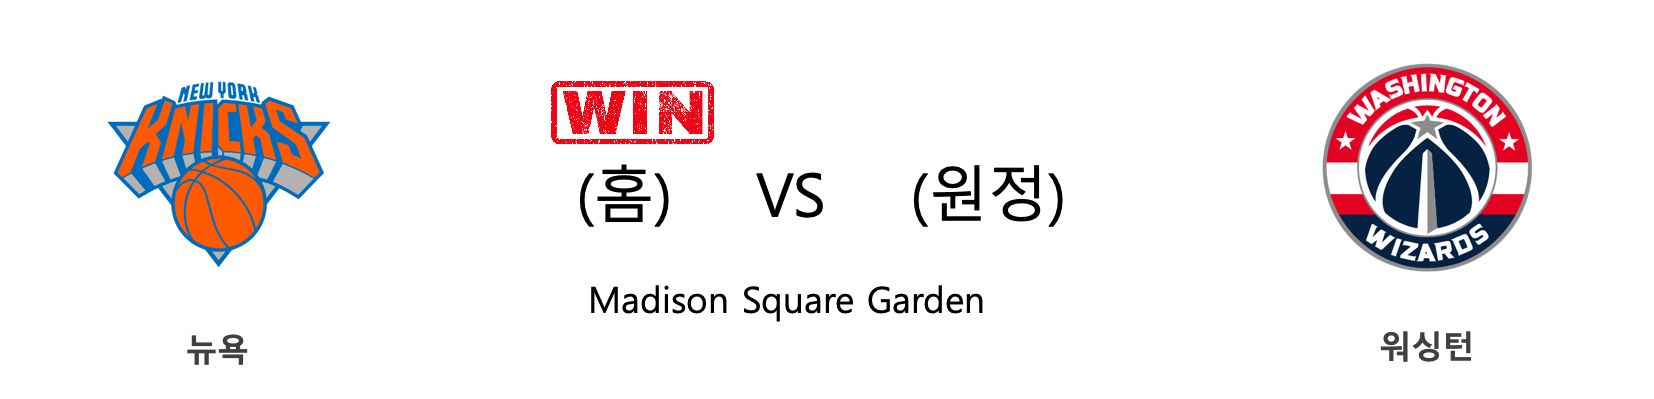 NEW YORK
KNICKS
뉴욕
WIN
(홈) VS (원정)
Madison Square Garden
WASHINGTON
WIZARDS
워싱턴